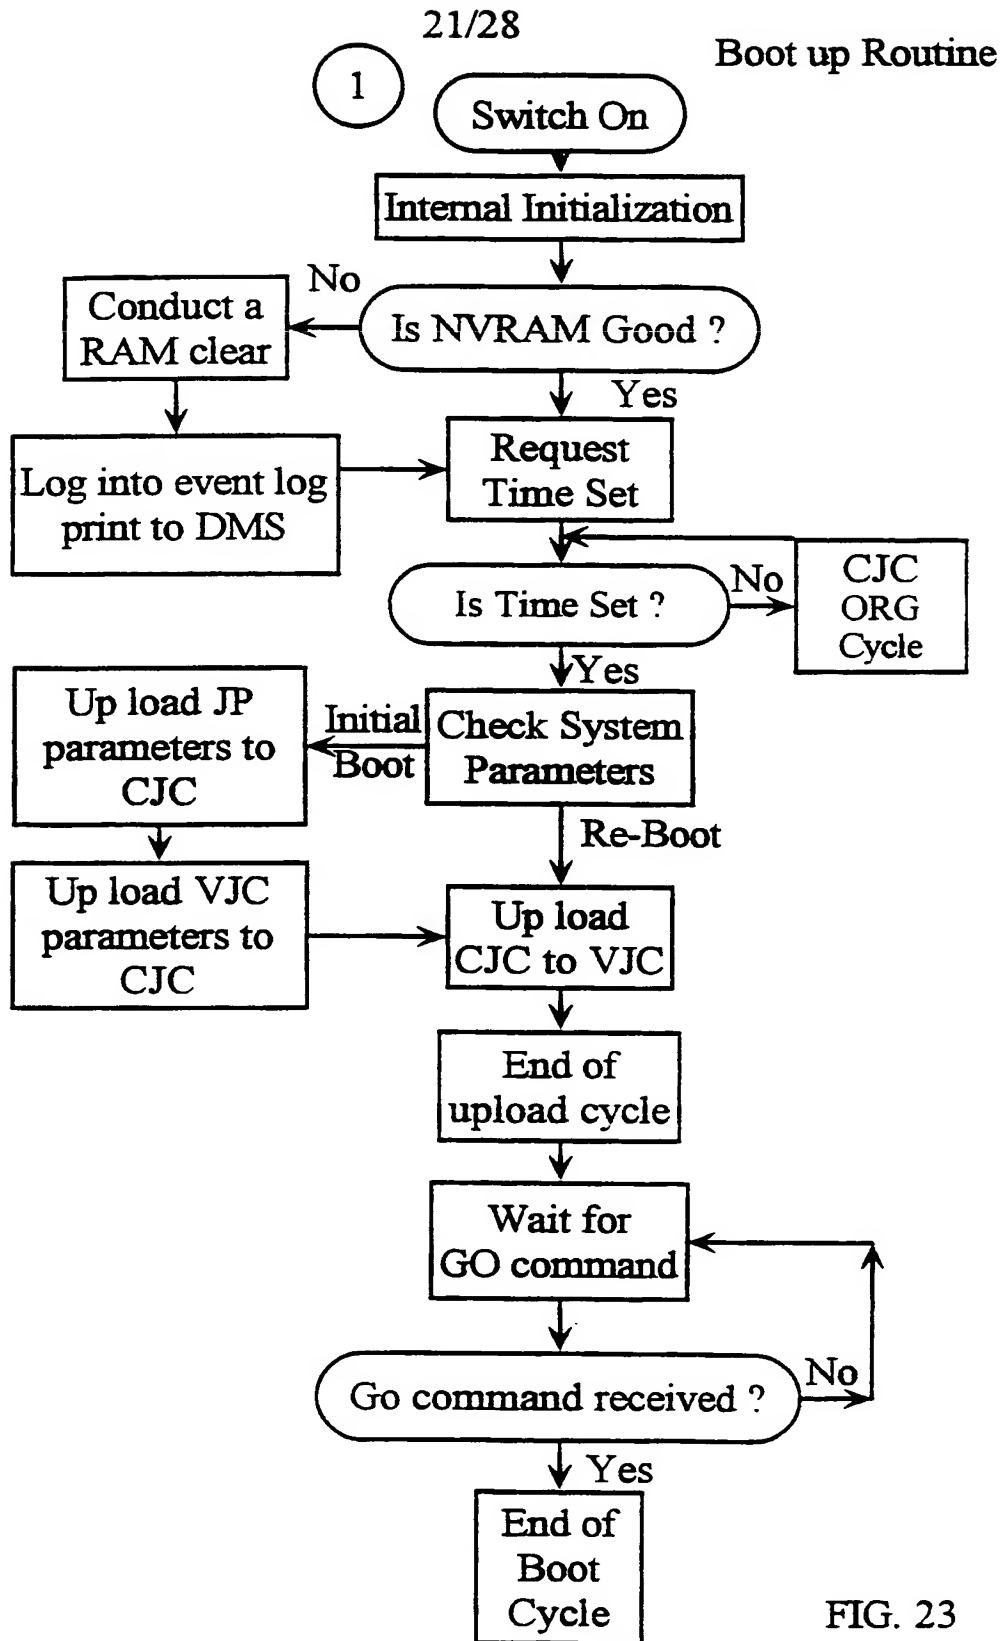 21/28
Boot up Routine
1
Switch On
Internal Initialization
No
Conduct a
RAM clear
Is NVRAM Good ?
Yes
Log into event log
print to DMS
Request
Time Set
Is Time Set ?
No
CJC
ORG
Cycle
Yes
Up load JP
parameters to
CJC
Initial
Boot
Check System
Parameters
Re-Boot
Up load VJC
parameters to
CJC
Up load
CJC to VJC
End of
upload cycle
Wait for
GO command
Go command received ?
No
Yes
End of
Boot
Cycle
FIG. 23